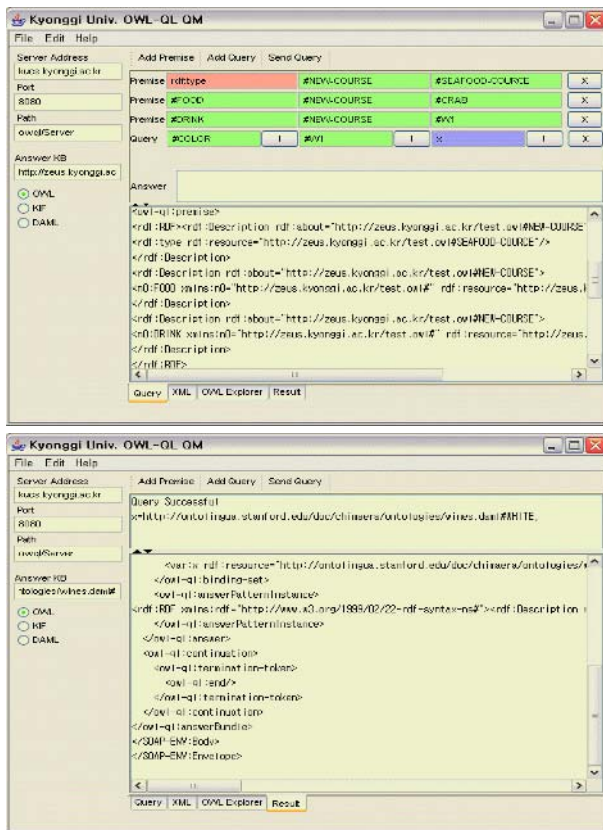 Kyonggi Univ. OWL-QL QM
File Edit Help
Server Address
kucs.kyonggi.ac.kr
Port
8080
Path
owql/Server
Answer KB
http://zeus.kyonggi.ac
OWL
KIF
DAML
Add Premise Add Query Send Query
Premise rdf:type #NEW-COURSE #SEAFOOD-COURCE X
Premise #FOOD #NEW-COURSE #CRAB X
Premise #DRINK #NEW-COURSE #W1 X
Query #COLOR I #W1 I x I X
Answer
<owl-ql:premise>
<rdf:RDF><rdf:Description rdf:about="http://zeus.kyonggi.ac.kr/test.owl#NEW-COURSE"
<rdf:type rdf:resource="http://zeus.kyonggi.ac.kr/test.owl#SEAFOOD-COURCE"/>
</rdf:Description>
<rdf:Description rdf:about="http://zeus.kyonggi.ac.kr/test.owl#NEW-COURSE">
<n0:FOOD xmlns:n0="http://zeus.kyonggi.ac.kr/test.owl#" rdf:resource="http://zeus.k
</rdf:Description>
<rdf:Description rdf:about="http://zeus.kyonggi.ac.kr/test.owl#NEW-COURSE">
<n0:DRINK xmlns:n0="http://zeus.kyonggi.ac.kr/test.owl#" rdf:resource="http://zeus.
</rdf:Description>
</rdf:RDF>
Query XML OWL Explorer Result
Kyonggi Univ. OWL-QL QM
File Edit Help
Server Address
kucs.kyonggi.ac.kr
Port
8080
Path
owql/Server
Answer KB
ntologies/wines.daml#
OWL
KIF
DAML
Add Premise Add Query Send Query
Query Successful
x=http://ontolingua.stanford.edu/doc/chimaera/ontologies/wines.daml#WHITE,
<var:x rdf:resource="http://ontolingua.stanford.edu/doc/chimaera/ontologies/
</owl-ql:binding-set>
<owl-ql:answerPatternInstance>
<rdf:RDF xmlns:rdf="http://www.w3.org/1999/02/22-rdf-syntax-ns#"><rdf:Description
</owl-ql:answerPatternInstance>
</owl-ql:answer>
<owl-ql:continuation>
<owl-ql:termination-token>
<owl-ql:end/>
</owl-ql:termination-token>
</owl-ql:continuation>
</owl-ql:answerBundle>
</SOAP-ENV:Body>
</SOAP-ENV:Envelope>
Query XML OWL Explorer Result